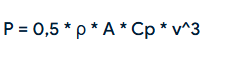 P = 0,5 * ρ * A * Cp * v^3